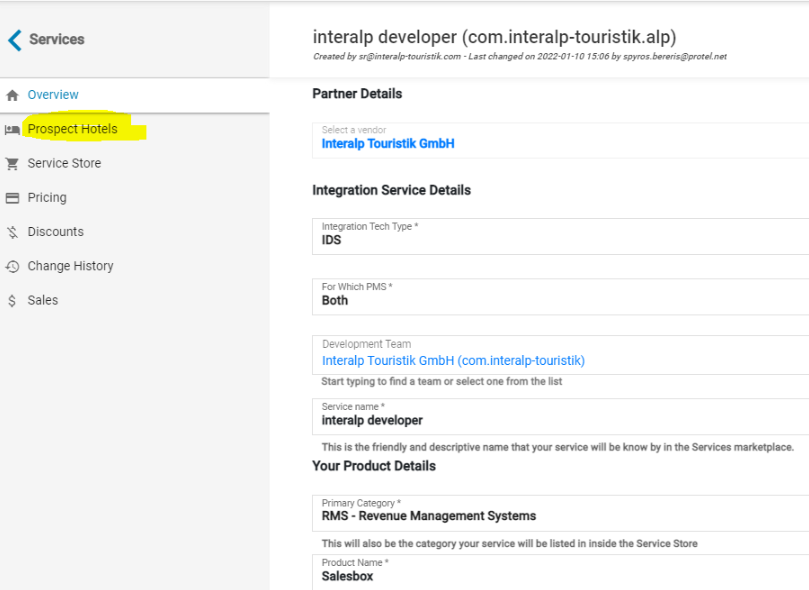 Services
Overview
Prospect Hotels
Service Store
Pricing
Discounts
Change History
Sales
interalp developer (com.interalp-touristik.alp)
Created by sr@interalp-touristik.com - Last changed on 2022-01-10 15:06 by spyros.bereris@protel.net
Partner Details
Select a vendor
Interalp Touristik GmbH
Integration Service Details
Integration Tech Type *
IDS
For Which PMS *
Both
Development Team
Interalp Touristik GmbH (com.interalp-touristik)
Start typing to find a team or select one from the list
Service name *
interalp developer
This is the friendly and descriptive name that your service will be know by in the Services marketplace.
Your Product Details
Primary Category *
RMS - Revenue Management Systems
This will also be the category your service will be listed in inside the Service Store
Product Name *
Salesbox